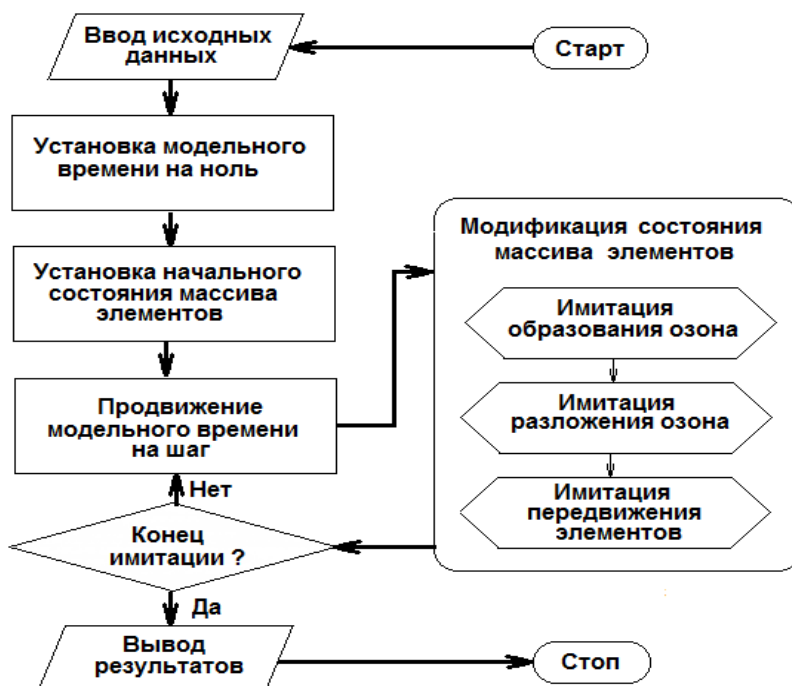 Старт
Ввод исходных
данных
Установка модельного
времени на ноль
Установка начального
состояния массива
элементов
Продвижение
модельного времени
на шаг
Модификация состояния
массива элементов
Имитация
образования озона
Имитация
разложения озона
Имитация
передвижения
элементов
Нет
Конец
имитации ?
Да
Вывод
результатов
Стоп